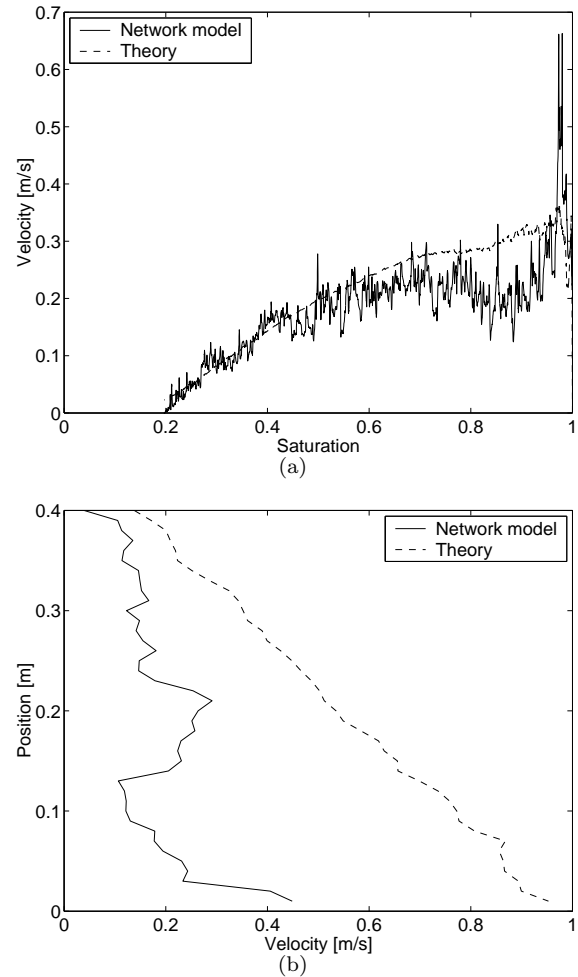 0.7
Network model
Theory
0.6
0.5
0.4
Velocity [m/s]
0.3
0.2
0.1
0
0 0.2 0.4 0.6 0.8 1
Saturation
(a)
0.4
Network model
Theory
0.3
Position [m]
0.2
0.1
0
0 0.2 0.4 0.6 0.8 1
Velocity [m/s]
(b)